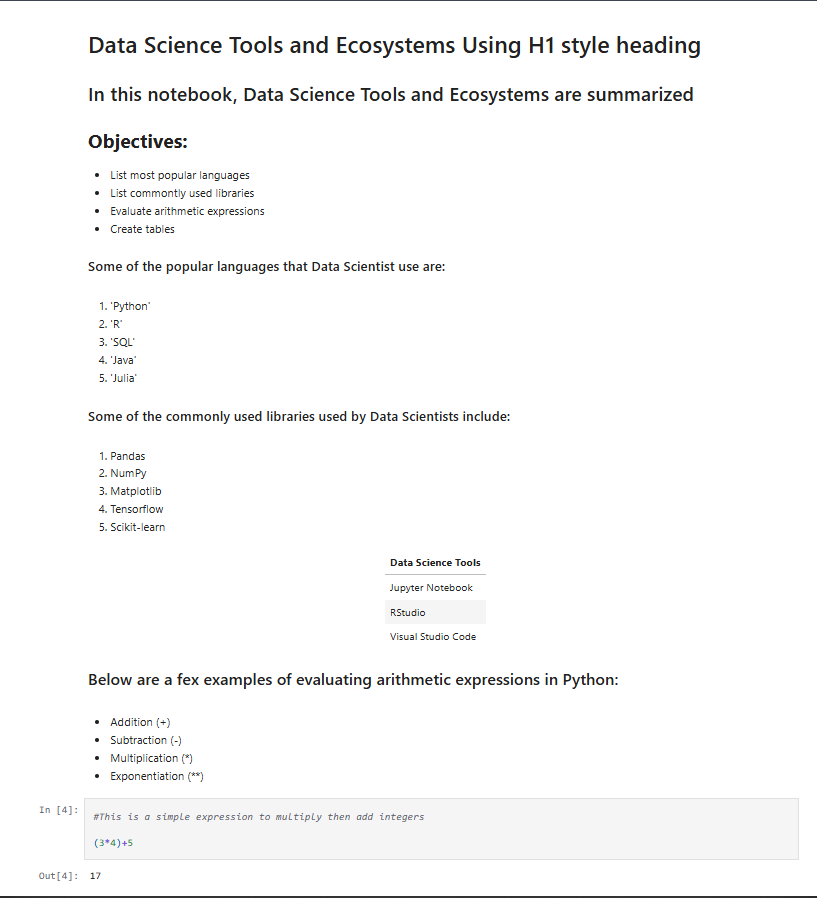 Data Science Tools and Ecosystems Using H1 style heading
In this notebook, Data Science Tools and Ecosystems are summarized
Objectives:
• List most popular languages
• List commontly used libraries
• Evaluate arithmetic expressions
• Create tables
Some of the popular languages that Data Scientist use are:
1. 'Python'
2. 'R'
3. 'SQL'
4. 'Java'
5. 'Julia'
Some of the commonly used libraries used by Data Scientists include:
1. Pandas
2. NumPy
3. Matplotlib
4. Tensorflow
5. Scikit-learn
Data Science Tools
Jupyter Notebook
RStudio
Visual Studio Code
Below are a fex examples of evaluating arithmetic expressions in Python:
• Addition (+)
• Subtraction (-)
• Multiplication (*)
• Exponentiation (**)
In [4]: #This is a simple expression to multiply then add integers
(3*4)+5
Out[4]: 17